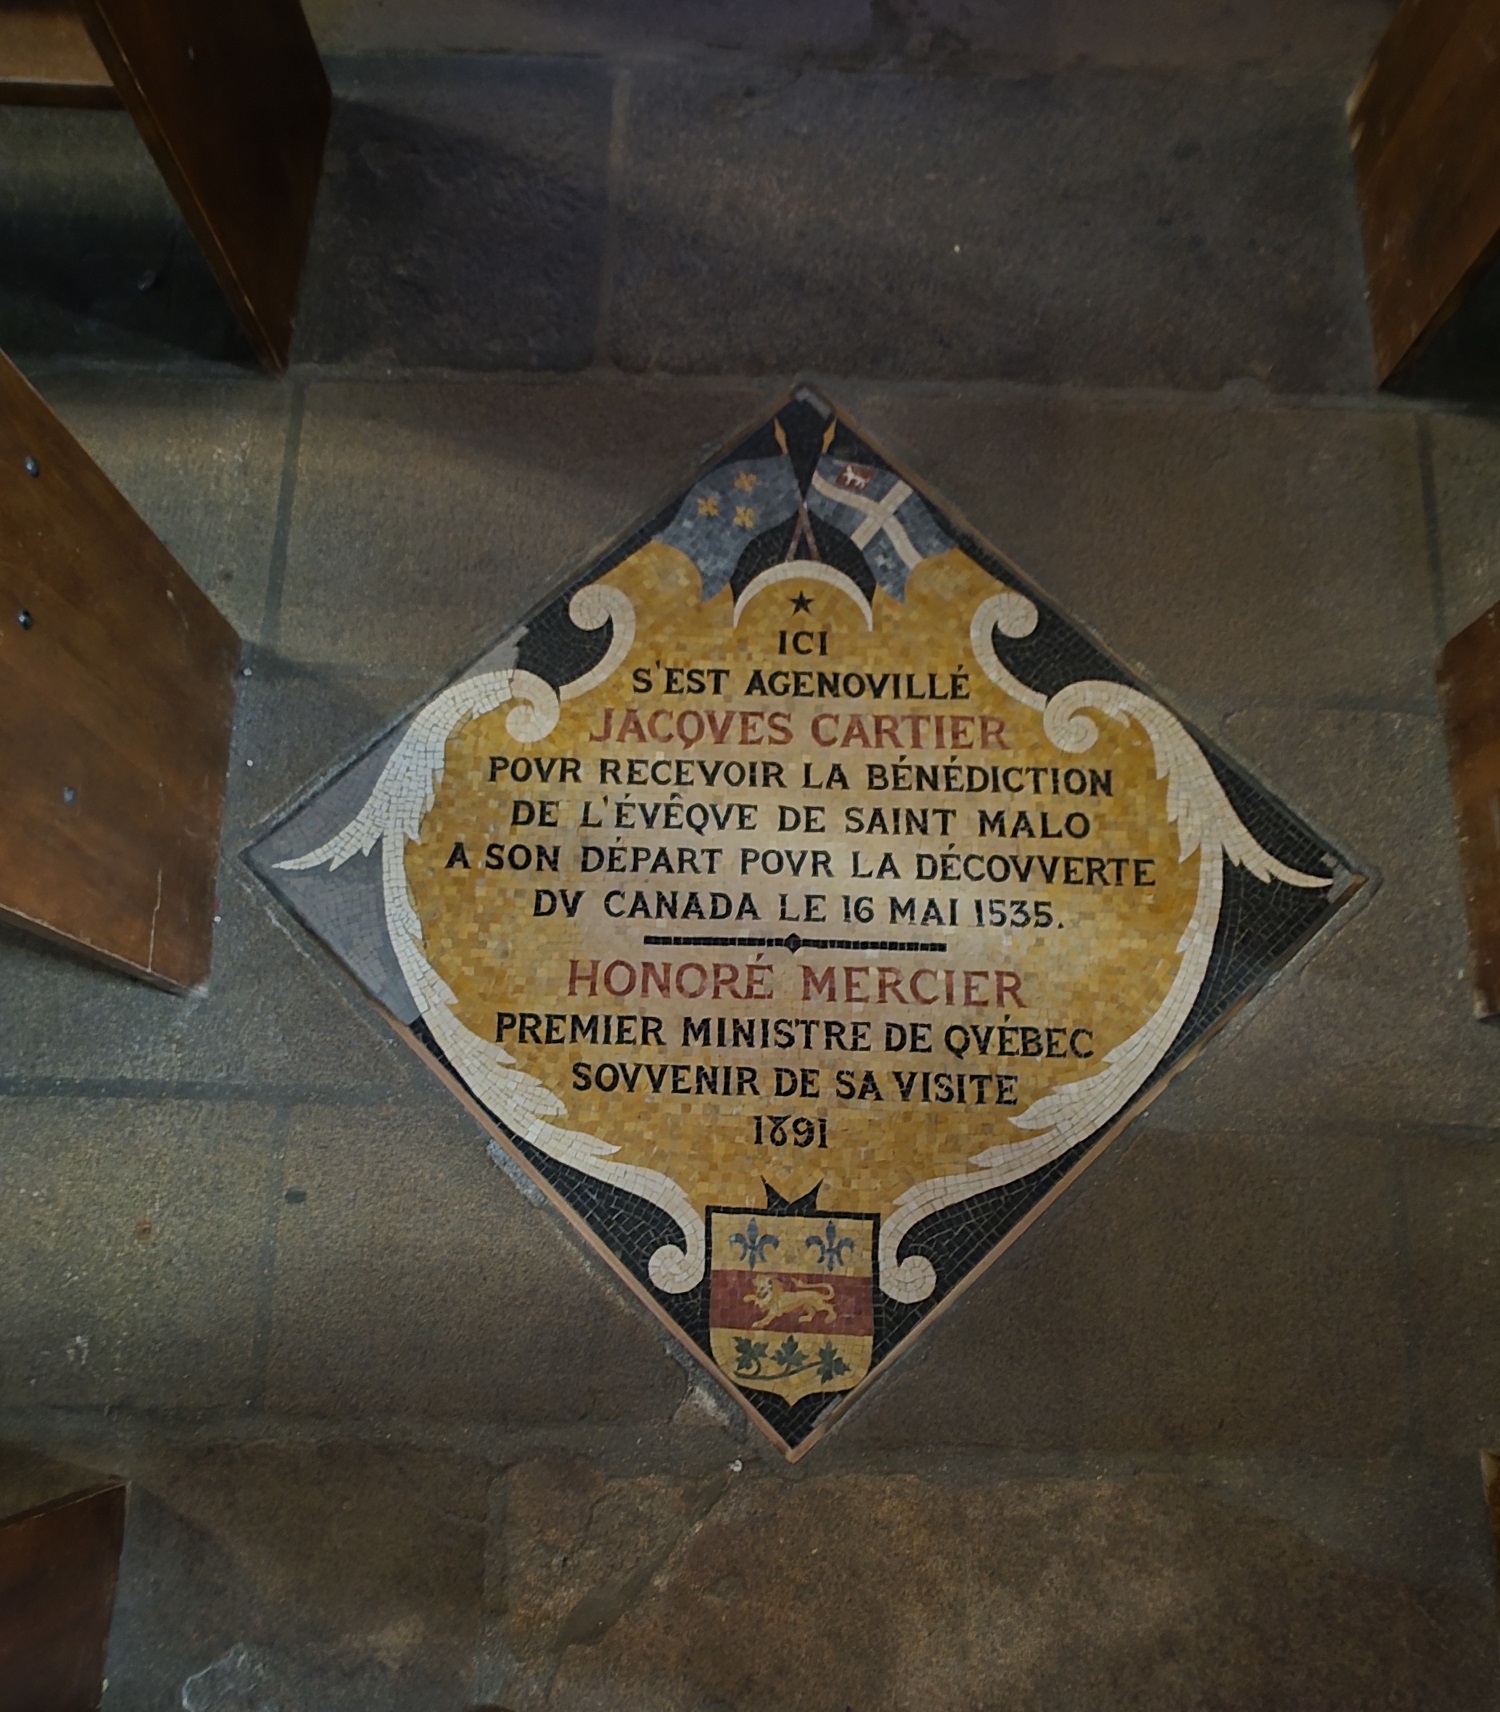 ICI
S'EST AGENOVILLÉ
JACQVES CARTIER
POVR RECEVOIR LA BÉNÉDICTION
DE L'ÉVÊQVE DE SAINT MALO
A SON DÉPART POVR LA DÉCOVVERTE
DV CANADA LE 16 MAI 1535.
HONORÉ MERCIER
PREMIER MINISTRE DE QVÉBEC
SOVVENIR DE SA VISITE
1891